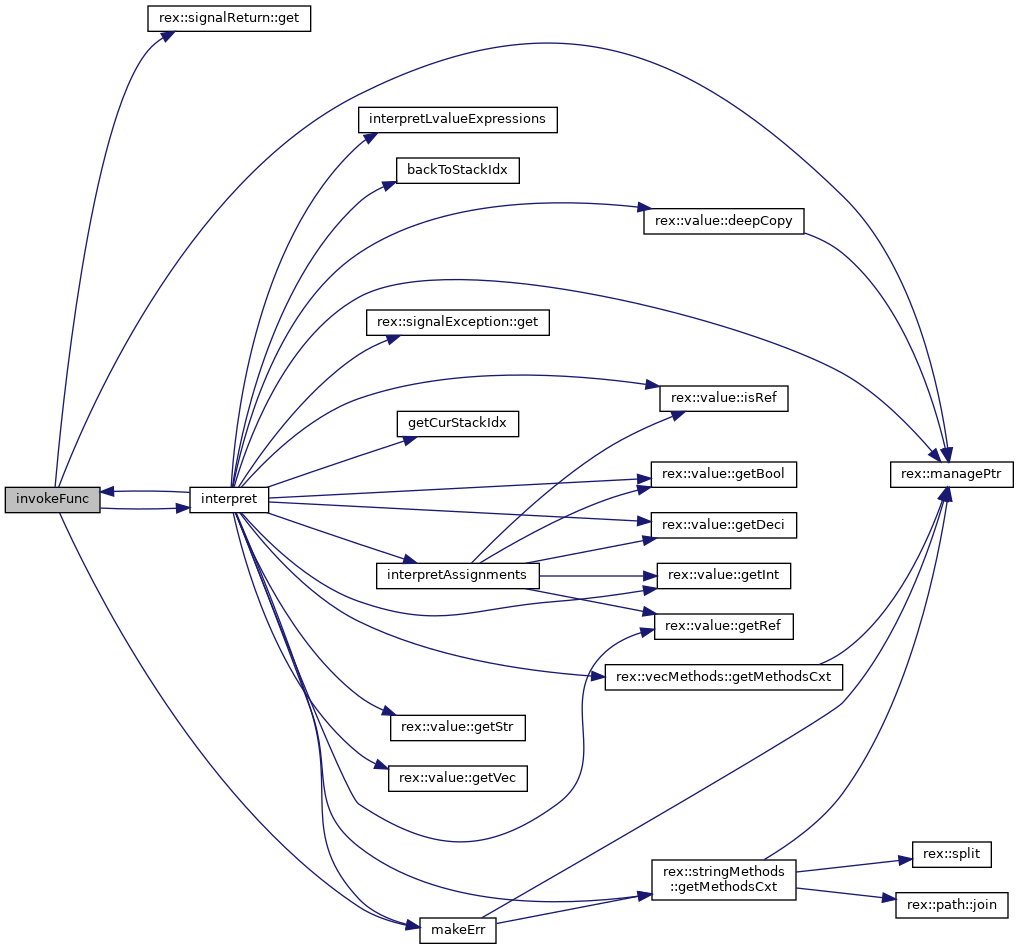 rex::signalReturn::get
interpretLvalueExpressions
backToStackIdx
rex::value::deepCopy
rex::signalException::get
rex::value::isRef
getCurStackIdx
rex::value::getBool
rex::managePtr
invokeFunc
interpret
rex::value::getDeci
interpretAssignments
rex::value::getInt
rex::value::getRef
rex::vecMethods::getMethodsCxt
rex::value::getStr
rex::value::getVec
rex::split
rex::stringMethods
::getMethodsCxt
rex::path::join
makeErr